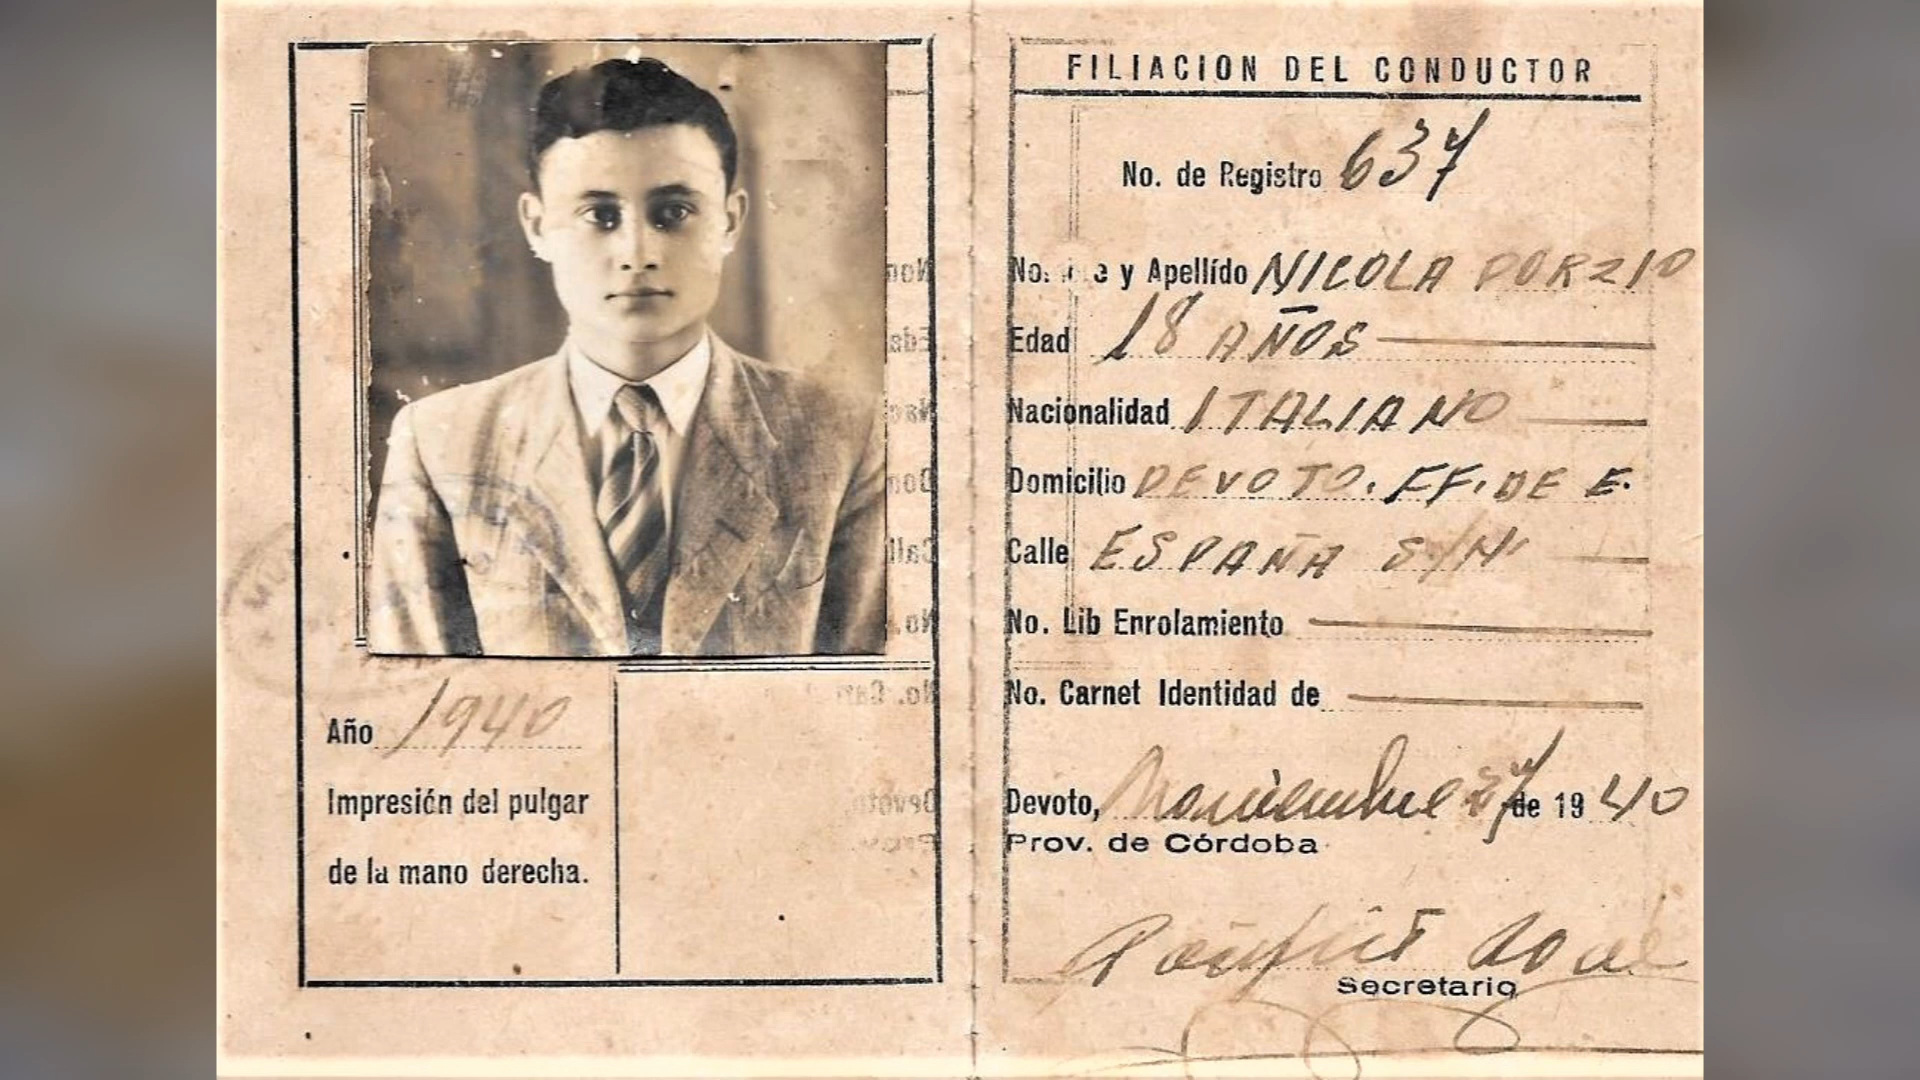 Año 1940
Impresión del pulgar
de la mano derecha.
FILIACION DEL CONDUCTOR
No. de Registro 637
No. e y Apellído NICOLA PORZIO
Edad 18 AÑOS
Nacionalidad ITALIANO
Domicilio DEVOTO. FF. DE E.
Calle ESPAÑA S/N
No. Lib Enrolamiento
No. Carnet Identidad de
Devoto, Noviembre 27 de 1940
Prov. de Córdoba
Secretario